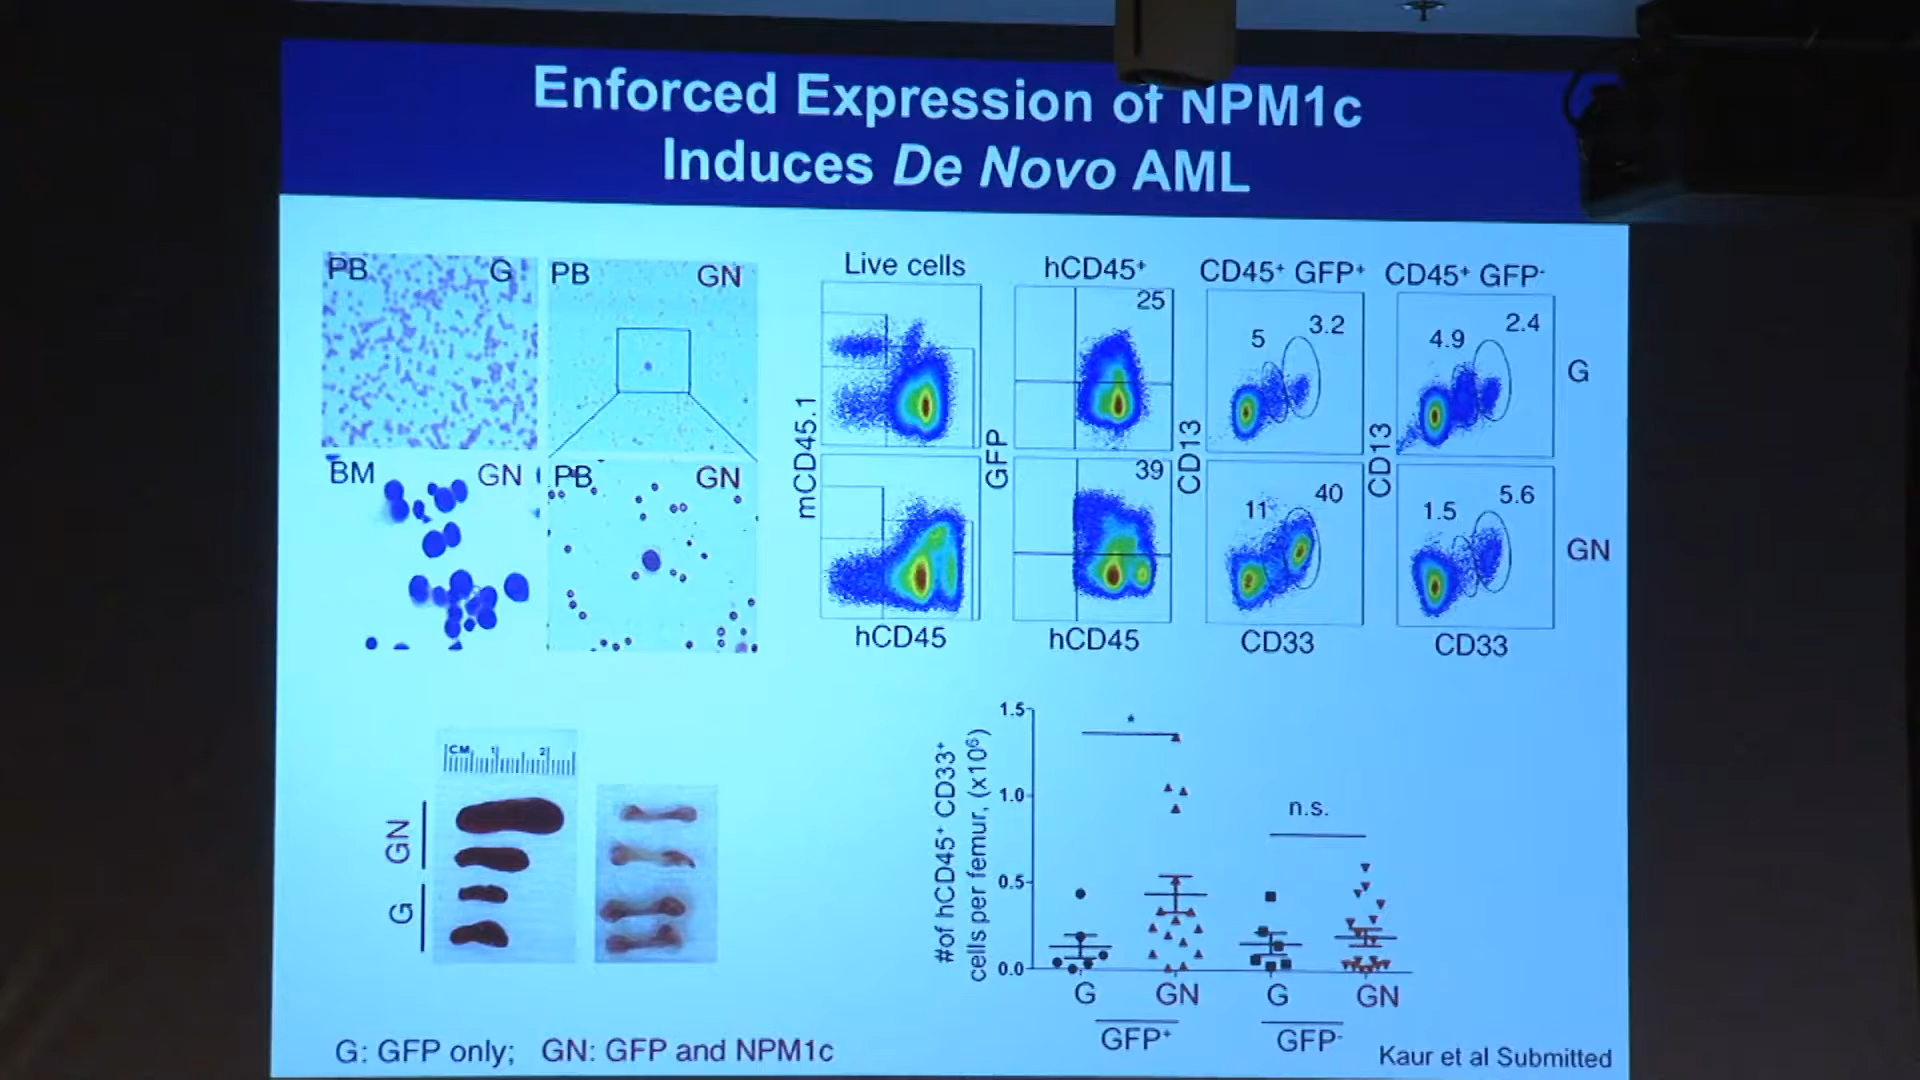 Enforced Expression of NPM1c
Induces De Novo AML
PB G
PB GN
BM GN
PB GN
Live cells
hCD45⁺
CD45⁺ GFP⁺
CD45⁺ GFP⁻
25
5 3.2
4.9 2.4
G
39
11 40
1.5 5.6
GN
mCD45.1
GFP
CD13
CD13
hCD45
hCD45
CD33
CD33
CM 1 2
GN
G
#of hCD45⁺ CD33⁺
cells per femur, (x10⁶)
1.5
1.0
0.5
0.0
*
n.s.
G GN G GN
GFP⁺ GFP⁻
G: GFP only; GN: GFP and NPM1c
Kaur et al Submitted